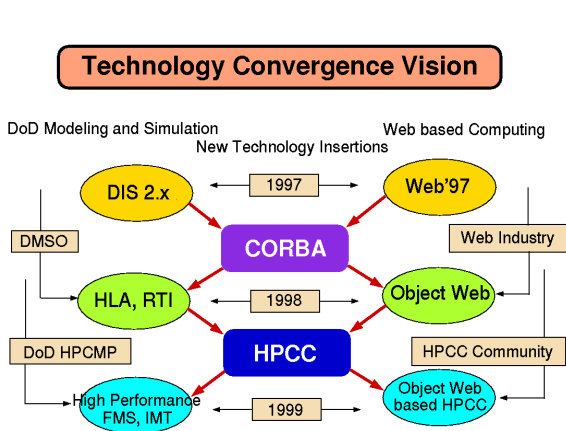 Technology Convergence Vision
DoD Modeling and Simulation
Web based Computing
New Technology Insertions
DIS 2.x
1997
Web'97
DMSO
CORBA
Web Industry
HLA, RTI
1998
Object Web
DoD HPCMP
HPCC
HPCC Community
High Performance
FMS, IMT
1999
Object Web
based HPCC